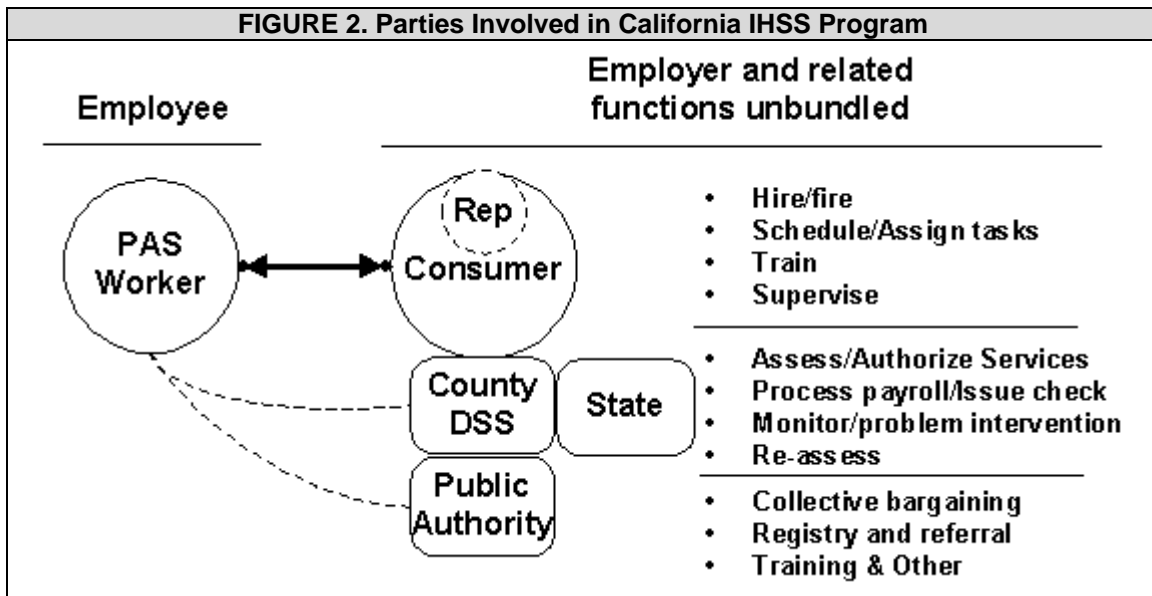 FIGURE 2. Parties Involved in California IHSS Program
Employee
Employer and related
functions unbundled
PAS
Worker
Rep
Consumer
• Hire/fire
• Schedule/Assign tasks
• Train
• Supervise
County
DSS
State
• Assess/Authorize Services
• Process payroll/Issue check
• Monitor/problem intervention
• Re-assess
Public
Authority
• Collective bargaining
• Registry and referral
• Training & Other